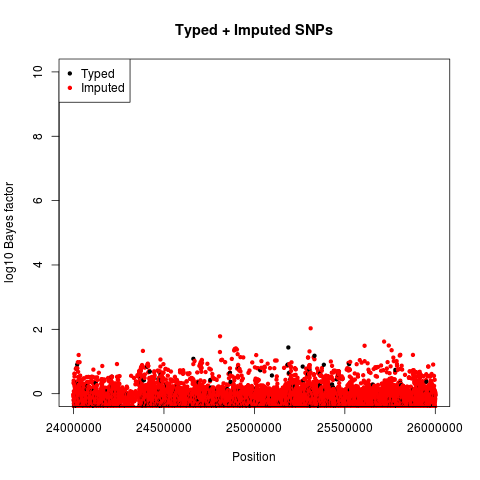 Typed + Imputed SNPs
Typed
Imputed
log10 Bayes factor
10
8
6
4
2
0
24000000 24500000 25000000 25500000 26000000
Position